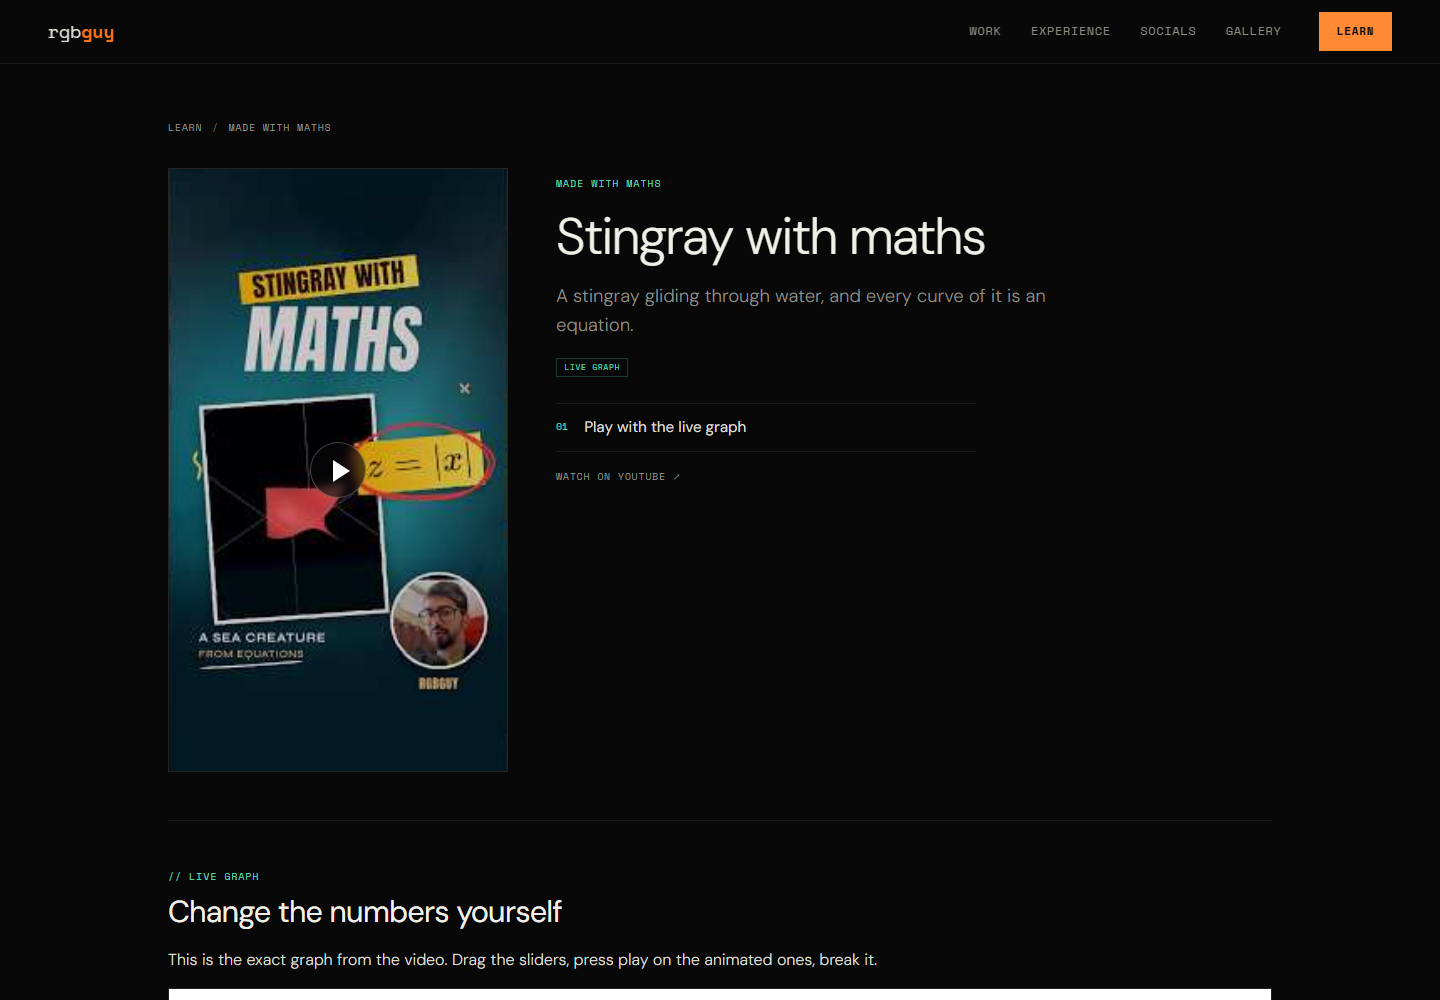 rgbguy
WORK
EXPERIENCE
SOCIALS
GALLERY
LEARN
LEARN / MADE WITH MATHS
STINGRAY WITH
MATHS
z = |x|
A SEA CREATURE
FROM EQUATIONS
RGBGUY
MADE WITH MATHS
Stingray with maths
A stingray gliding through water, and every curve of it is an
equation.
LIVE GRAPH
01 Play with the live graph
WATCH ON YOUTUBE ↗
// LIVE GRAPH
Change the numbers yourself
This is the exact graph from the video. Drag the sliders, press play on the animated ones, break it.